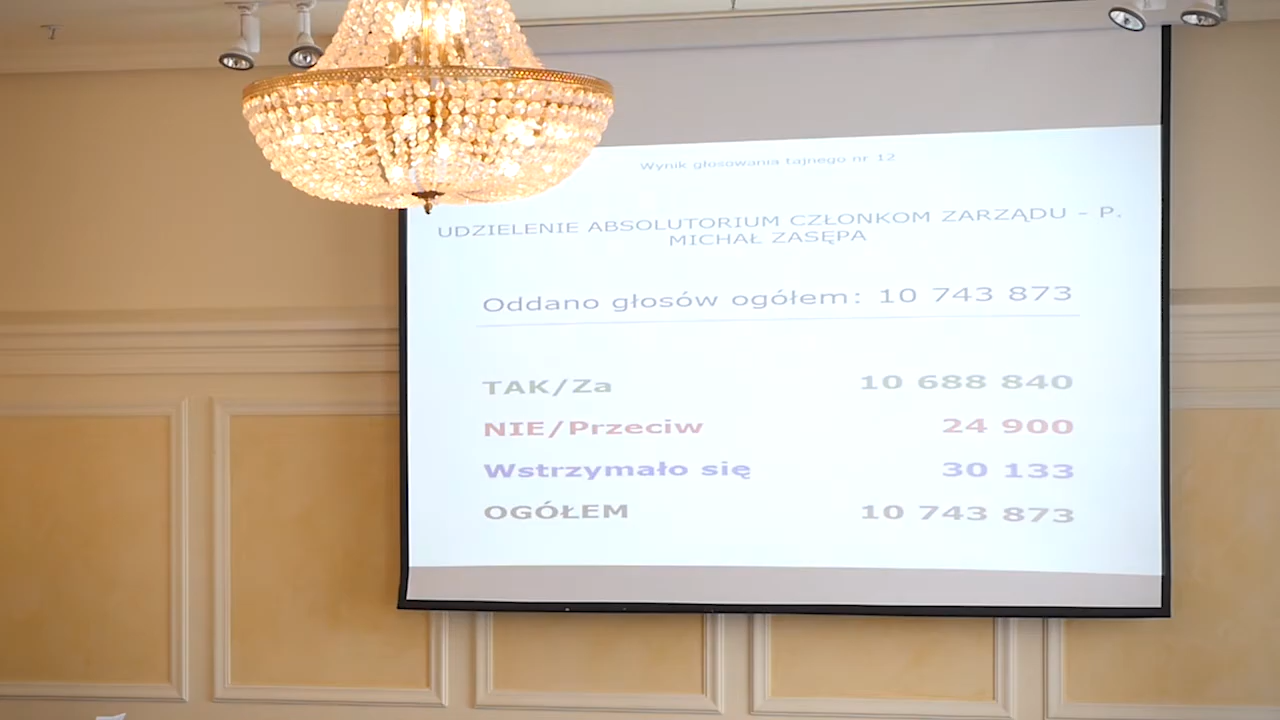 Wynik głosowania tajnego nr 12
UDZIELENIE ABSOLUTORIUM CZŁONKOM ZARZĄDU - P.
MICHAŁ ZASĘPA
Oddano głosów ogółem: 10 743 873
TAK/Za 10 688 840
NIE/Przeciw 24 900
Wstrzymało się 30 133
OGÓŁEM 10 743 873